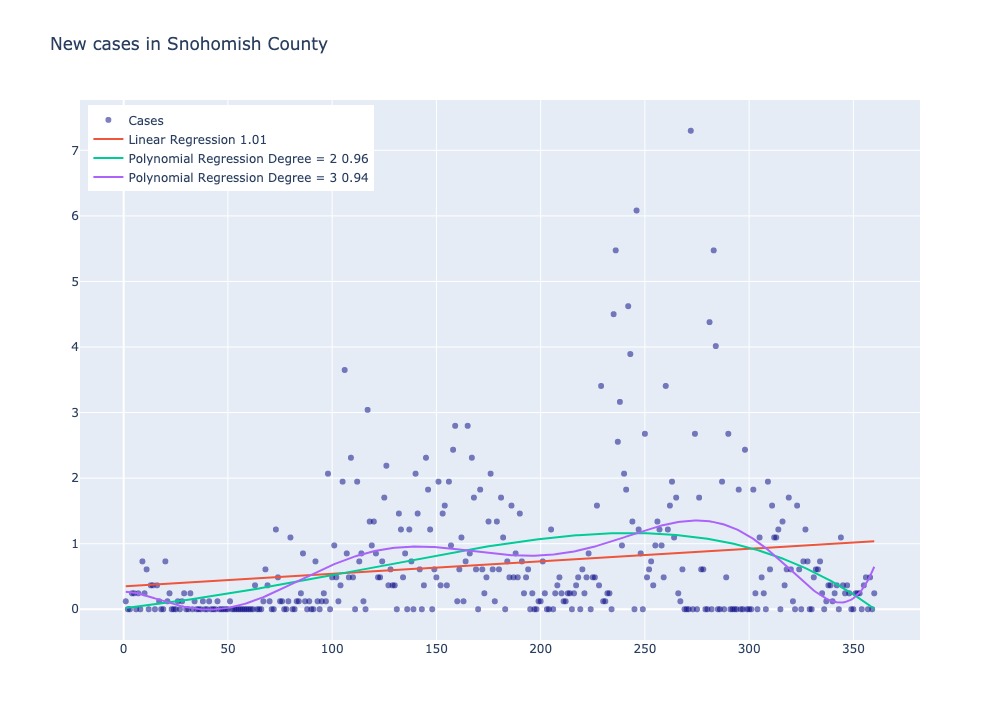 New cases in Snohomish County
Cases
Linear Regression 1.01
Polynomial Regression Degree = 2 0.96
Polynomial Regression Degree = 3 0.94
7
6
5
4
3
2
1
0
0 50 100 150 200 250 300 350